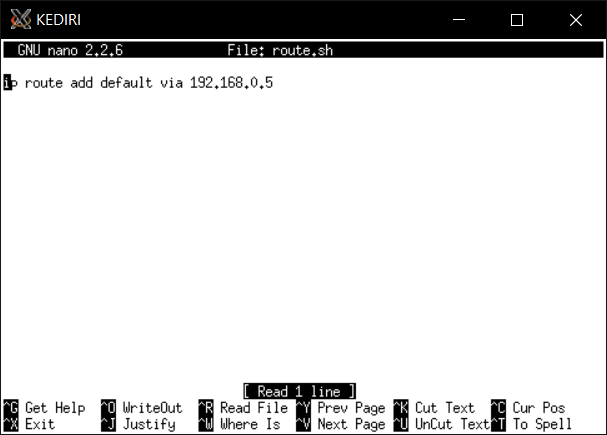 KEDIRI
GNU nano 2.2.6 File: route.sh
ip route add default via 192.168.0.5
[ Read 1 line ]
^G Get Help ^O WriteOut ^R Read File ^Y Prev Page ^K Cut Text ^C Cur Pos
^X Exit ^J Justify ^W Where Is ^V Next Page ^U UnCut Text ^T To Spell